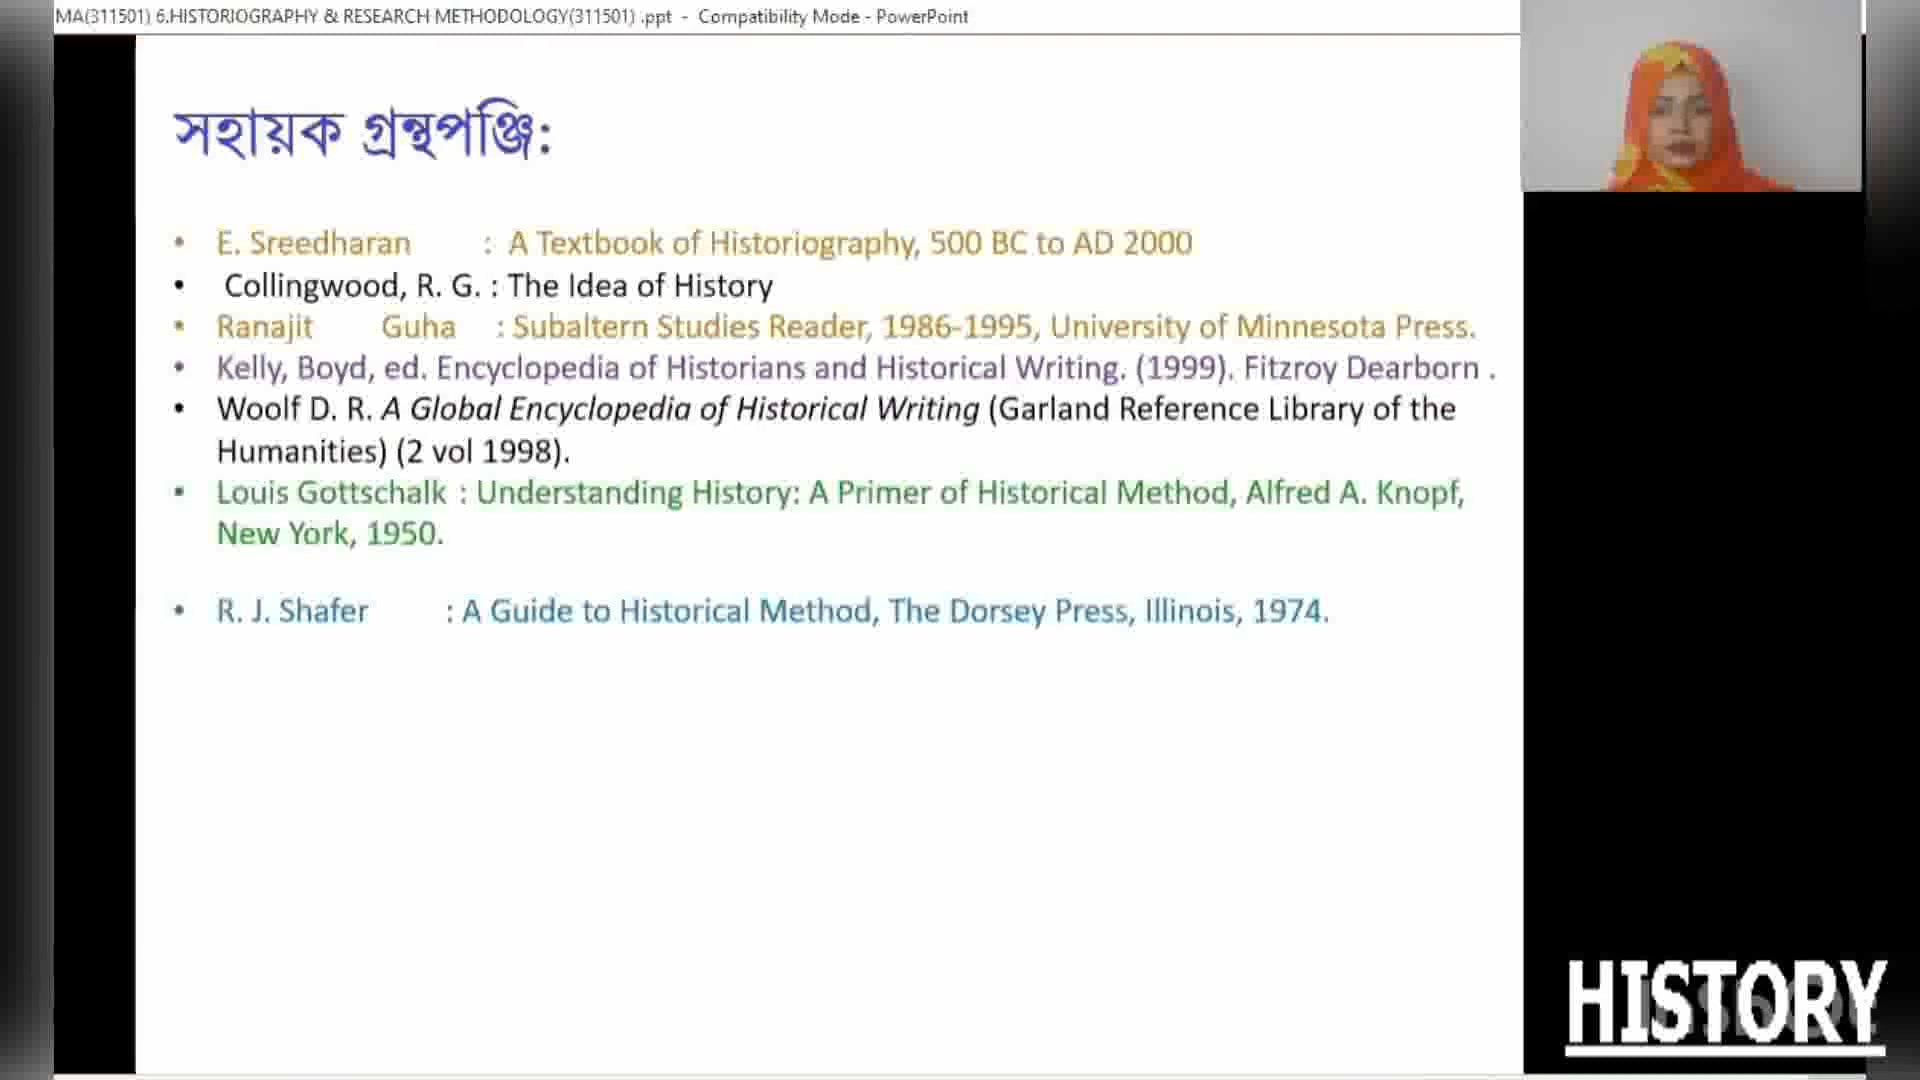 MA(311501) 6.HISTORIOGRAPHY & RESEARCH METHODOLOGY(311501) .ppt - Compatibility Mode - PowerPoint
সহায়ক গ্রন্থপঞ্জি:
• E. Sreedharan : A Textbook of Historiography, 500 BC to AD 2000
• Collingwood, R. G. : The Idea of History
• Ranajit Guha : Subaltern Studies Reader, 1986-1995, University of Minnesota Press.
• Kelly, Boyd, ed. Encyclopedia of Historians and Historical Writing. (1999). Fitzroy Dearborn .
• Woolf D. R. A Global Encyclopedia of Historical Writing (Garland Reference Library of the
Humanities) (2 vol 1998).
• Louis Gottschalk : Understanding History: A Primer of Historical Method, Alfred A. Knopf,
New York, 1950.
• R. J. Shafer : A Guide to Historical Method, The Dorsey Press, Illinois, 1974.
HISTORY